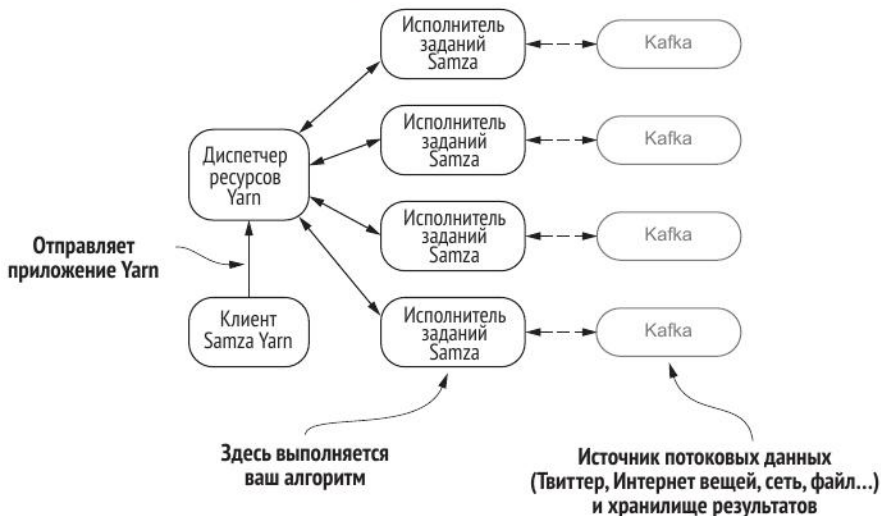 Исполнитель
заданий
Samza
Kafka
Исполнитель
заданий
Samza
Kafka
Диспетчер
ресурсов
Yarn
Исполнитель
заданий
Samza
Kafka
Отправляет
приложение Yarn
Клиент
Samza Yarn
Исполнитель
заданий
Samza
Kafka
Здесь выполняется
ваш алгоритм
Источник потоковых данных
(Твиттер, Интернет вещей, сеть, файл...)
и хранилище результатов